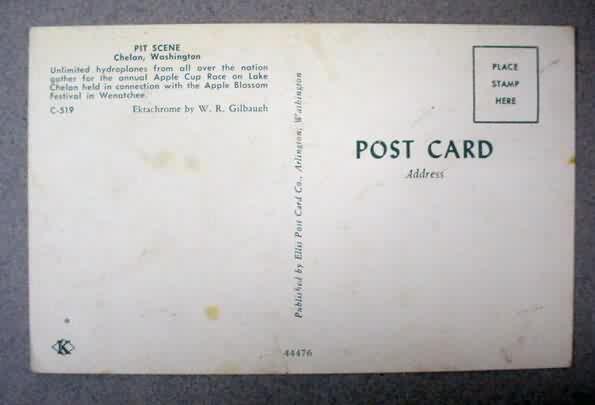 PIT SCENE
Chelan, Washington
Unlimited hydroplanes from all over the nation
gather for the annual Apple Cup Race on Lake
Chelan held in connection with the Apple Blossom
Festival in Wenatchee.
C-519 Ektachrome by W. R. Gilbaugh
Published by Ellis Post Card Co., Arlington, Washington
PLACE
STAMP
HERE
POST CARD
Address
K
44476